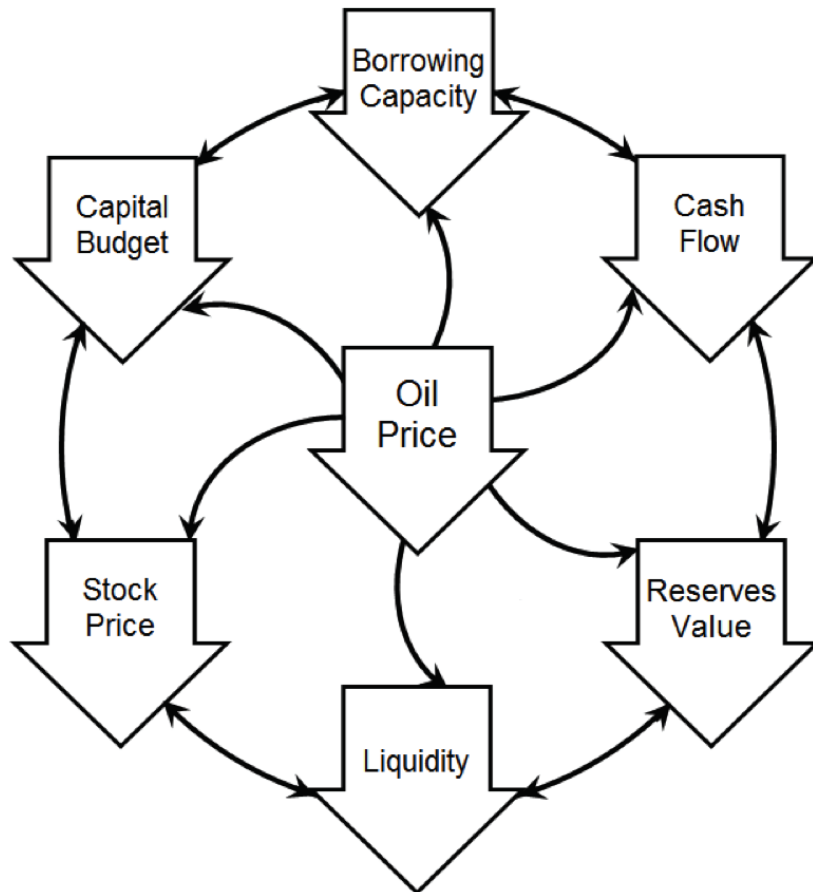 Borrowing
Capacity
Capital
Budget
Cash
Flow
Oil
Price
Stock
Price
Reserves
Value
Liquidity